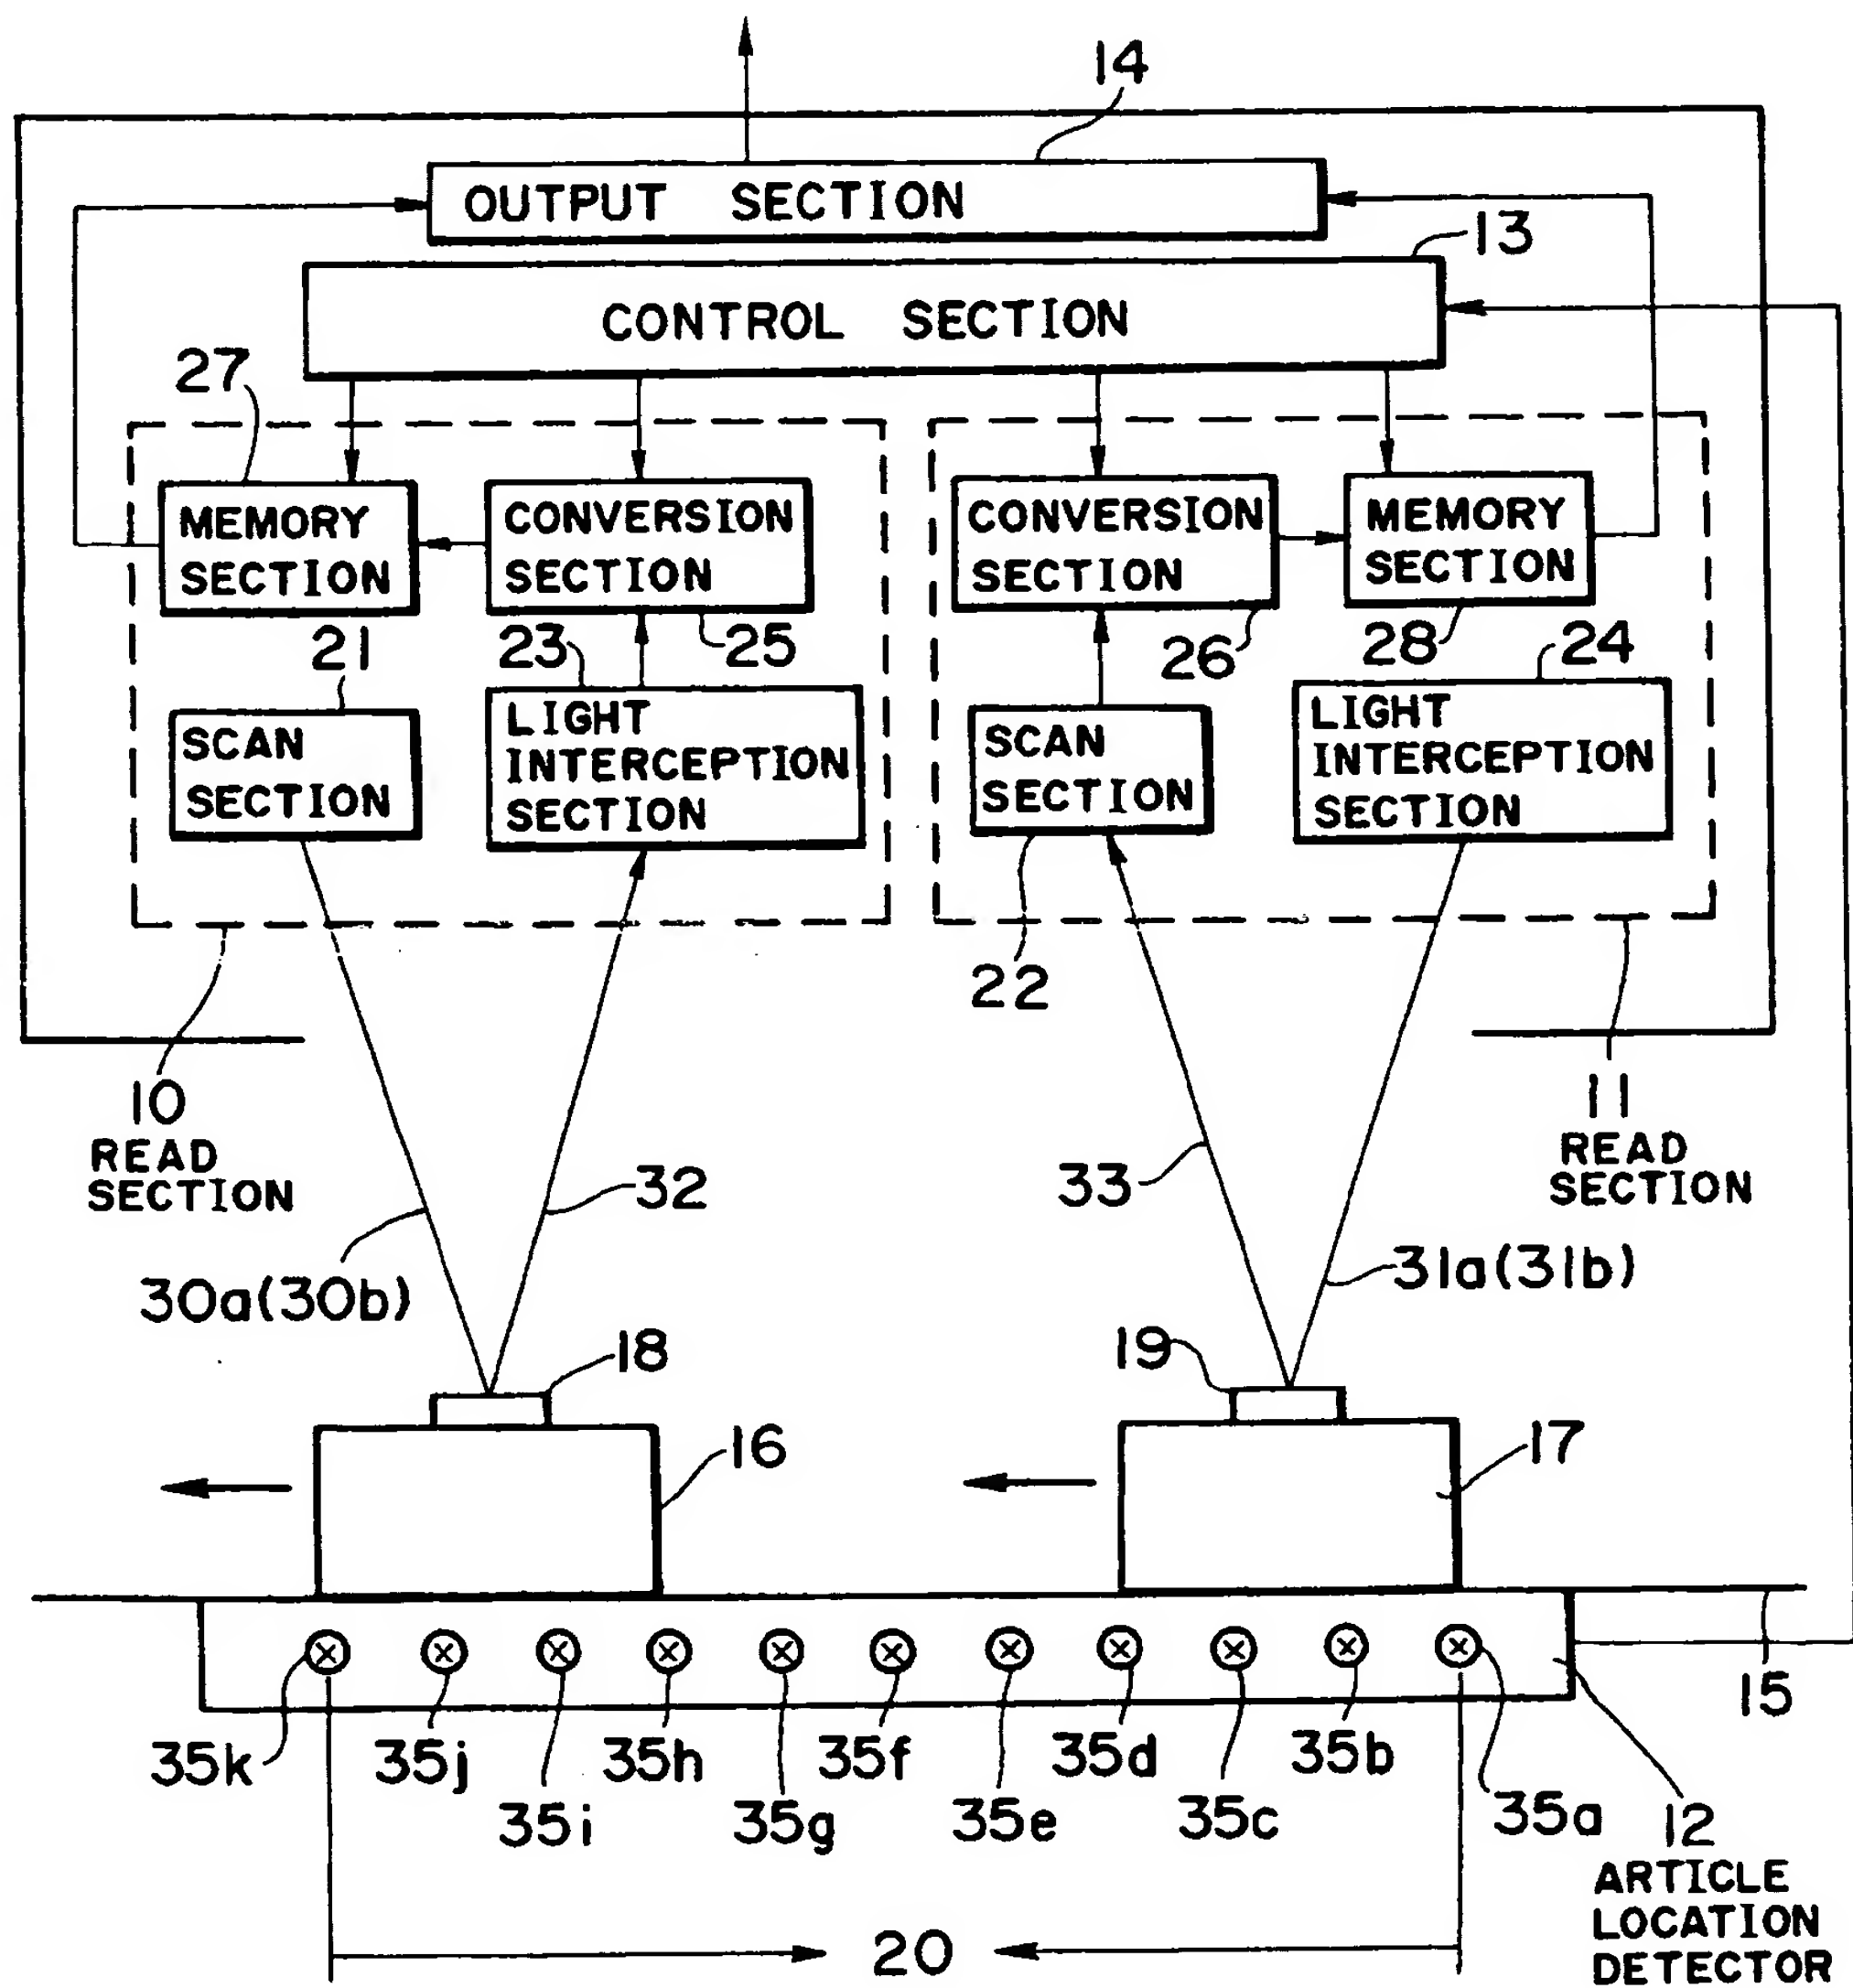 14
OUTPUT SECTION
13
CONTROL SECTION
27
MEMORY
SECTION
CONVERSION
SECTION
CONVERSION
SECTION
MEMORY
SECTION
21
23
25
26
28
24
SCAN
SECTION
LIGHT
INTERCEPTION
SECTION
SCAN
SECTION
LIGHT
INTERCEPTION
SECTION
22
10
READ
SECTION
11
READ
SECTION
32
33
30a(30b)
31a(31b)
18
19
16
17
15
35k
35j
35i
35h
35g
35f
35e
35d
35c
35b
35a
12
ARTICLE
LOCATION
DETECTOR
20